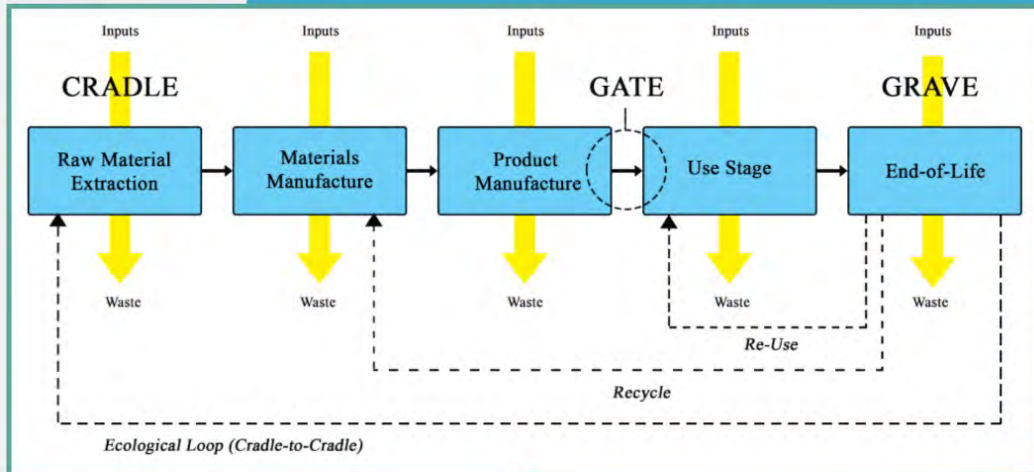 Inputs
Inputs
Inputs
Inputs
Inputs
CRADLE
GATE
GRAVE
Raw Material
Extraction
Materials
Manufacture
Product
Manufacture
Use Stage
End-of-Life
Waste
Waste
Waste
Waste
Waste
Re-Use
Recycle
Ecological Loop (Cradle-to-Cradle)